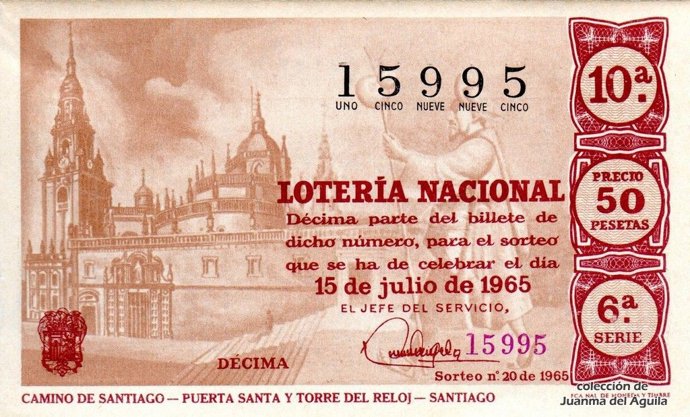 15995
UNO CINCO NUEVE NUEVE CINCO
10.ª
LOTERÍA NACIONAL
Décima parte del billete de
dicho número, para el sorteo
que se ha de celebrar el día
15 de julio de 1965
EL JEFE DEL SERVICIO,
PRECIO
50
PESETAS
6.ª
SERIE
15995
DÉCIMA
Sorteo nº. 20 de 1965
CAMINO DE SANTIAGO — PUERTA SANTA Y TORRE DEL RELOJ — SANTIAGO
colección de
Juanma del Aguila